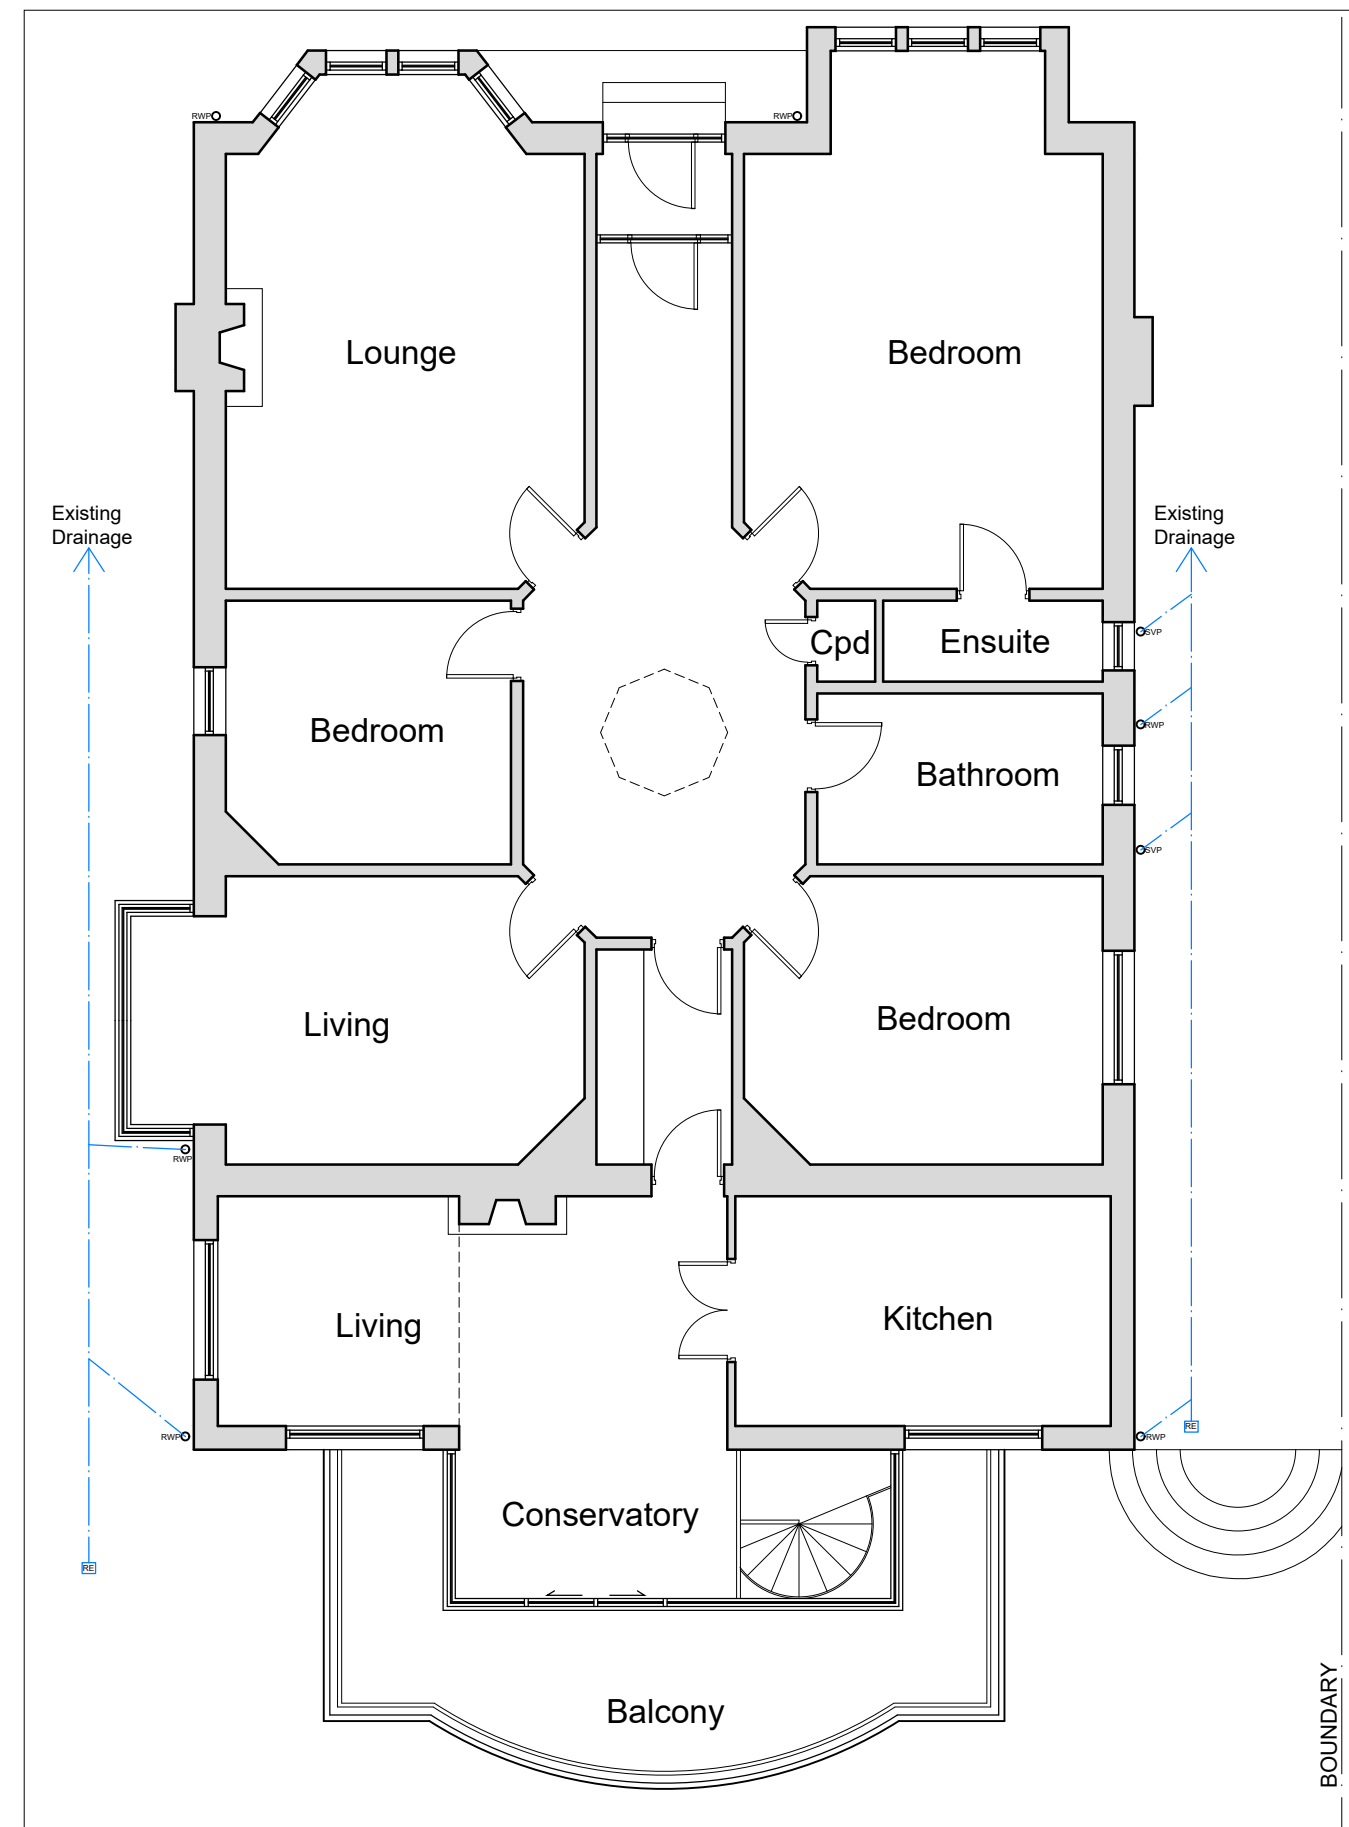 RWP
RWP
Lounge
Bedroom
Existing
Drainage
Existing
Drainage
SVP
Cpd
Ensuite
RWP
Bedroom
Bathroom
SVP
Living
Bedroom
RWP
Living
Kitchen
RE
RWP
RWP
Conservatory
RE
Balcony
BOUNDARY